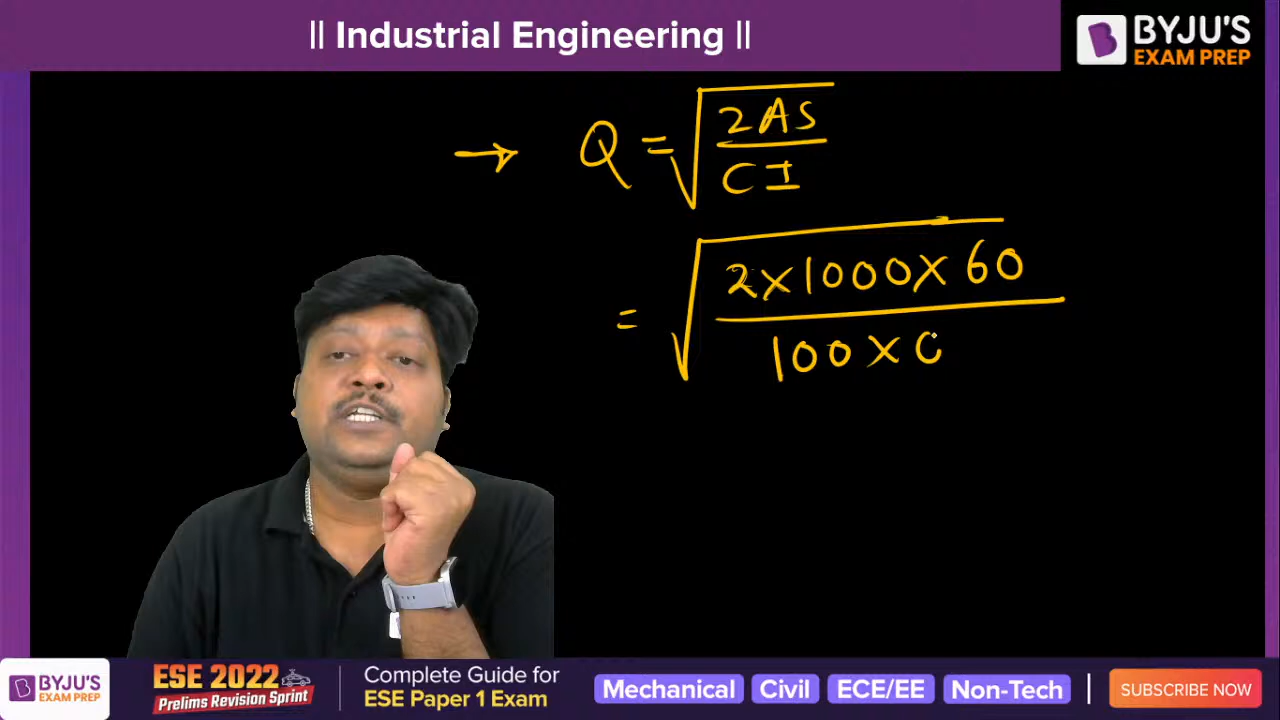 || Industrial Engineering ||
BYJU'S
EXAM PREP
→ Q = √(2AS / CI)
= √(2×1000×60 / 100×0
BYJU'S
EXAM PREP
ESE 2022
Prelims Revision Sprint
Complete Guide for
ESE Paper 1 Exam
Mechanical Civil ECE/EE Non-Tech
SUBSCRIBE NOW